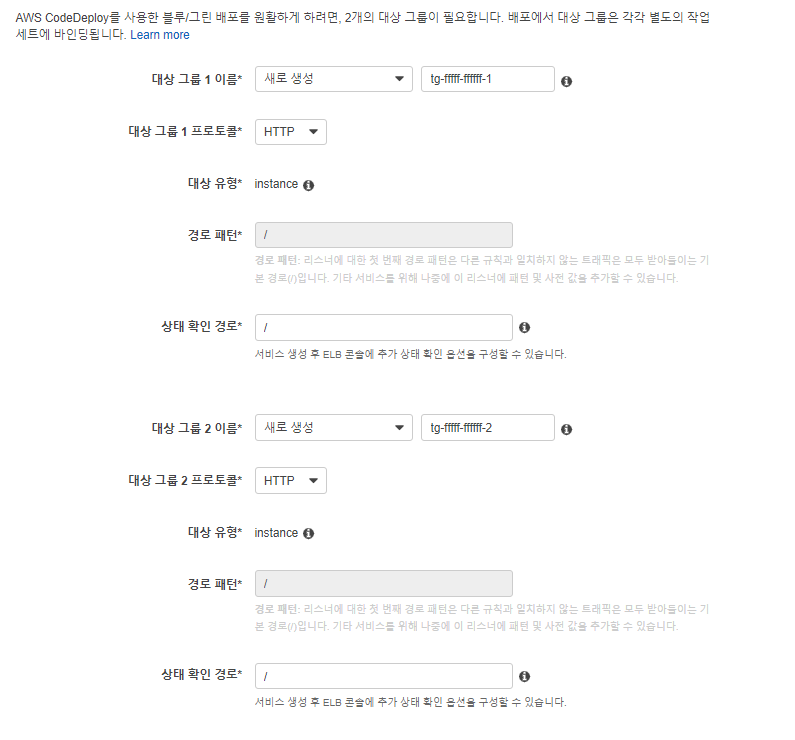 AWS CodeDeploy를 사용한 블루/그린 배포를 원활하게 하려면, 2개의 대상 그룹이 필요합니다. 배포에서 대상 그룹은 각각 별도의 작업
세트에 바인딩됩니다. Learn more
대상 그룹 1 이름* 새로 생성 tg-fffff-ffffff-1
대상 그룹 1 프로토콜* HTTP
대상 유형* instance
경로 패턴* /
경로 패턴: 리스너에 대한 첫 번째 경로 패턴은 다른 규칙과 일치하지 않는 트래픽은 모두 받아들이는 기
본 경로(/)입니다. 기타 서비스를 위해 나중에 이 리스너에 패턴 및 사전 값을 추가할 수 있습니다.
상태 확인 경로* /
서비스 생성 후 ELB 콘솔에 추가 상태 확인 옵션을 구성할 수 있습니다.
대상 그룹 2 이름* 새로 생성 tg-fffff-ffffff-2
대상 그룹 2 프로토콜* HTTP
대상 유형* instance
경로 패턴* /
경로 패턴: 리스너에 대한 첫 번째 경로 패턴은 다른 규칙과 일치하지 않는 트래픽은 모두 받아들이는 기
본 경로(/)입니다. 기타 서비스를 위해 나중에 이 리스너에 패턴 및 사전 값을 추가할 수 있습니다.
상태 확인 경로* /
서비스 생성 후 ELB 콘솔에 추가 상태 확인 옵션을 구성할 수 있습니다.